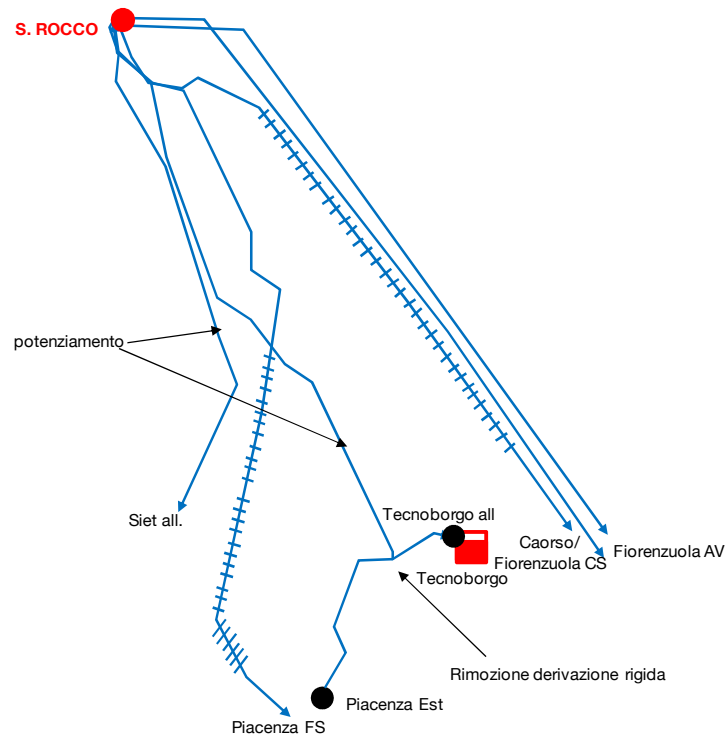 S. ROCCO
potenziamento
Siet all.
Tecnoborgo all
Caorso/
Fiorenzuola CS
Fiorenzuola AV
Tecnoborgo
Rimozione derivazione rigida
Piacenza Est
Piacenza FS